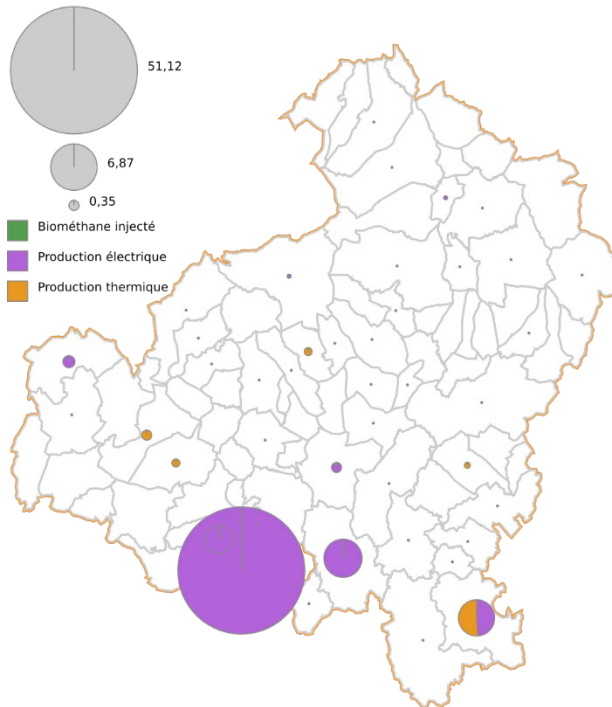 51,12
6,87
0,35
Biométhane injecté
Production électrique
Production thermique